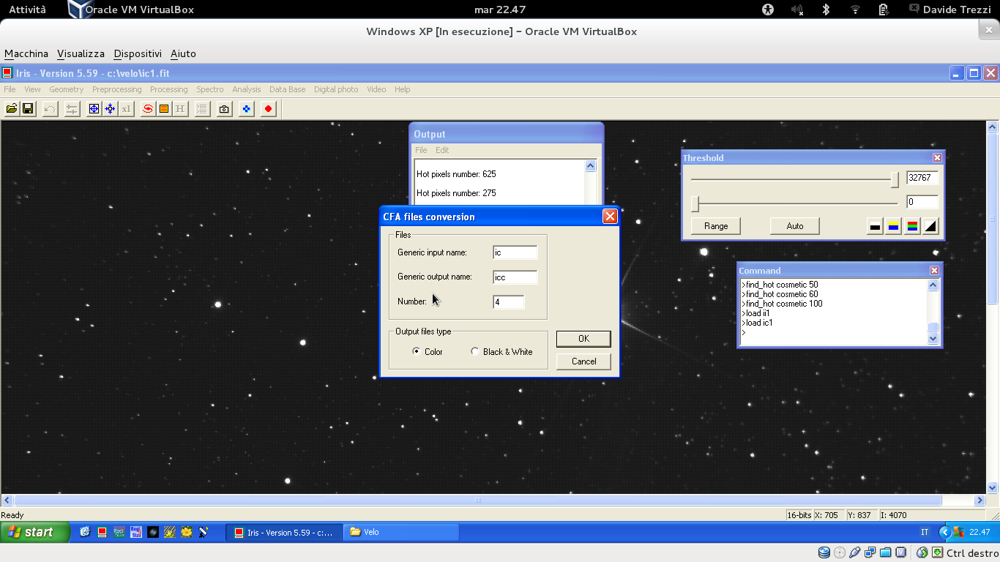 Attività Oracle VM VirtualBox mar 22.47 Davide Trezzi
Windows XP [In esecuzione] - Oracle VM VirtualBox
Macchina Visualizza Dispositivi Aiuto
Iris - Version 5.59 - c:\velo\ic1.fit
File View Geometry Preprocessing Processing Spectro Analysis Data Base Digital photo Video Help
x1 H
Output
File Edit
Hot pixels number: 625
Hot pixels number: 275
Threshold
32767
0
Range Auto
CFA files conversion
Files
Generic input name: ic
Generic output name: icc
Number: 4
Output files type
Color Black & White
OK
Cancel
Command
>find_hot cosmetic 50
>find_hot cosmetic 60
>find_hot cosmetic 100
>load ii1
>load ic1
>
Ready 16-bits X: 705 Y: 837 I: 4070
start Iris - Version 5.59 - c:... Velo IT 22.47
Ctrl destro